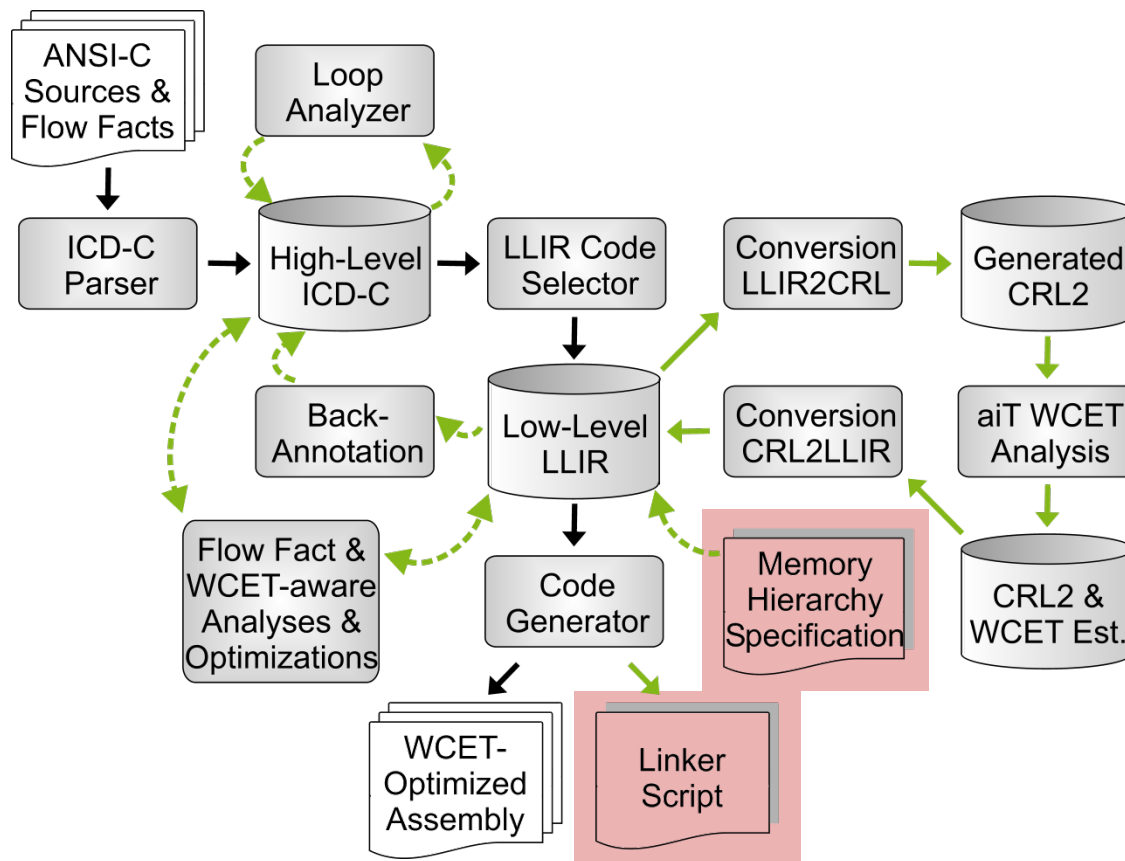 ANSI-C
Sources &
Flow Facts
Loop
Analyzer
ICD-C
Parser
High-Level
ICD-C
LLIR Code
Selector
Conversion
LLIR2CRL
Generated
CRL2
Back-
Annotation
Low-Level
LLIR
Conversion
CRL2LLIR
aiT WCET
Analysis
Flow Fact &
WCET-aware
Analyses &
Optimizations
Code
Generator
Memory
Hierarchy
Specification
CRL2 &
WCET Est.
WCET-
Optimized
Assembly
Linker
Script